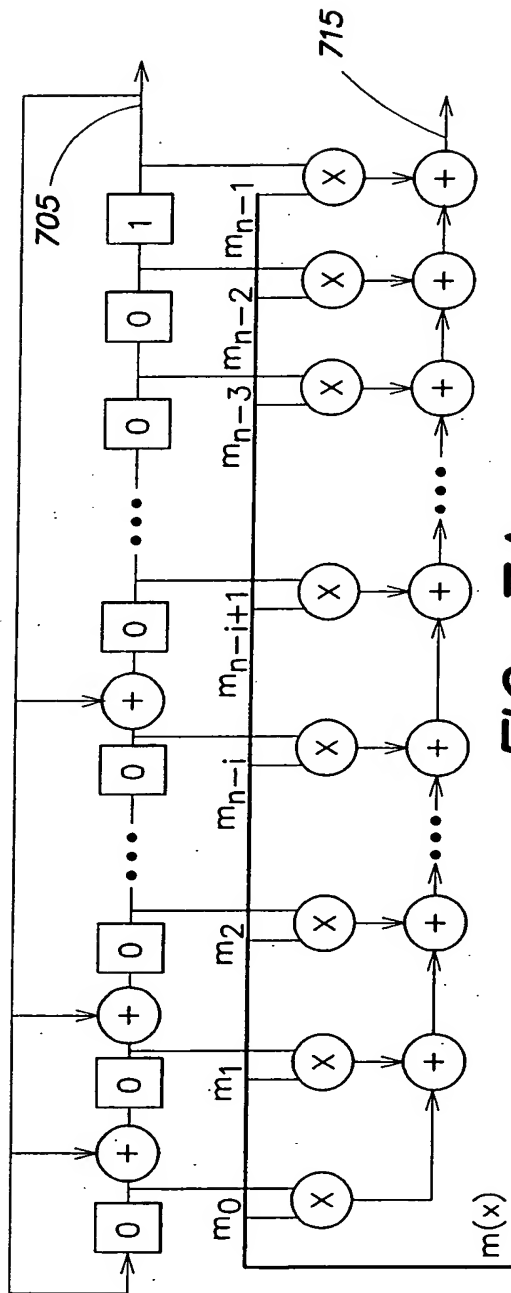 705
0 + 0 + 0 ••• 0 + 0 ••• 0 0 1
m0 m1 m2 mn−i mn−i+1 mn−3 mn−2 mn−1
X X X X X X X X
715
+ + ••• + + ••• + + +
m(x)
FIG. 7A